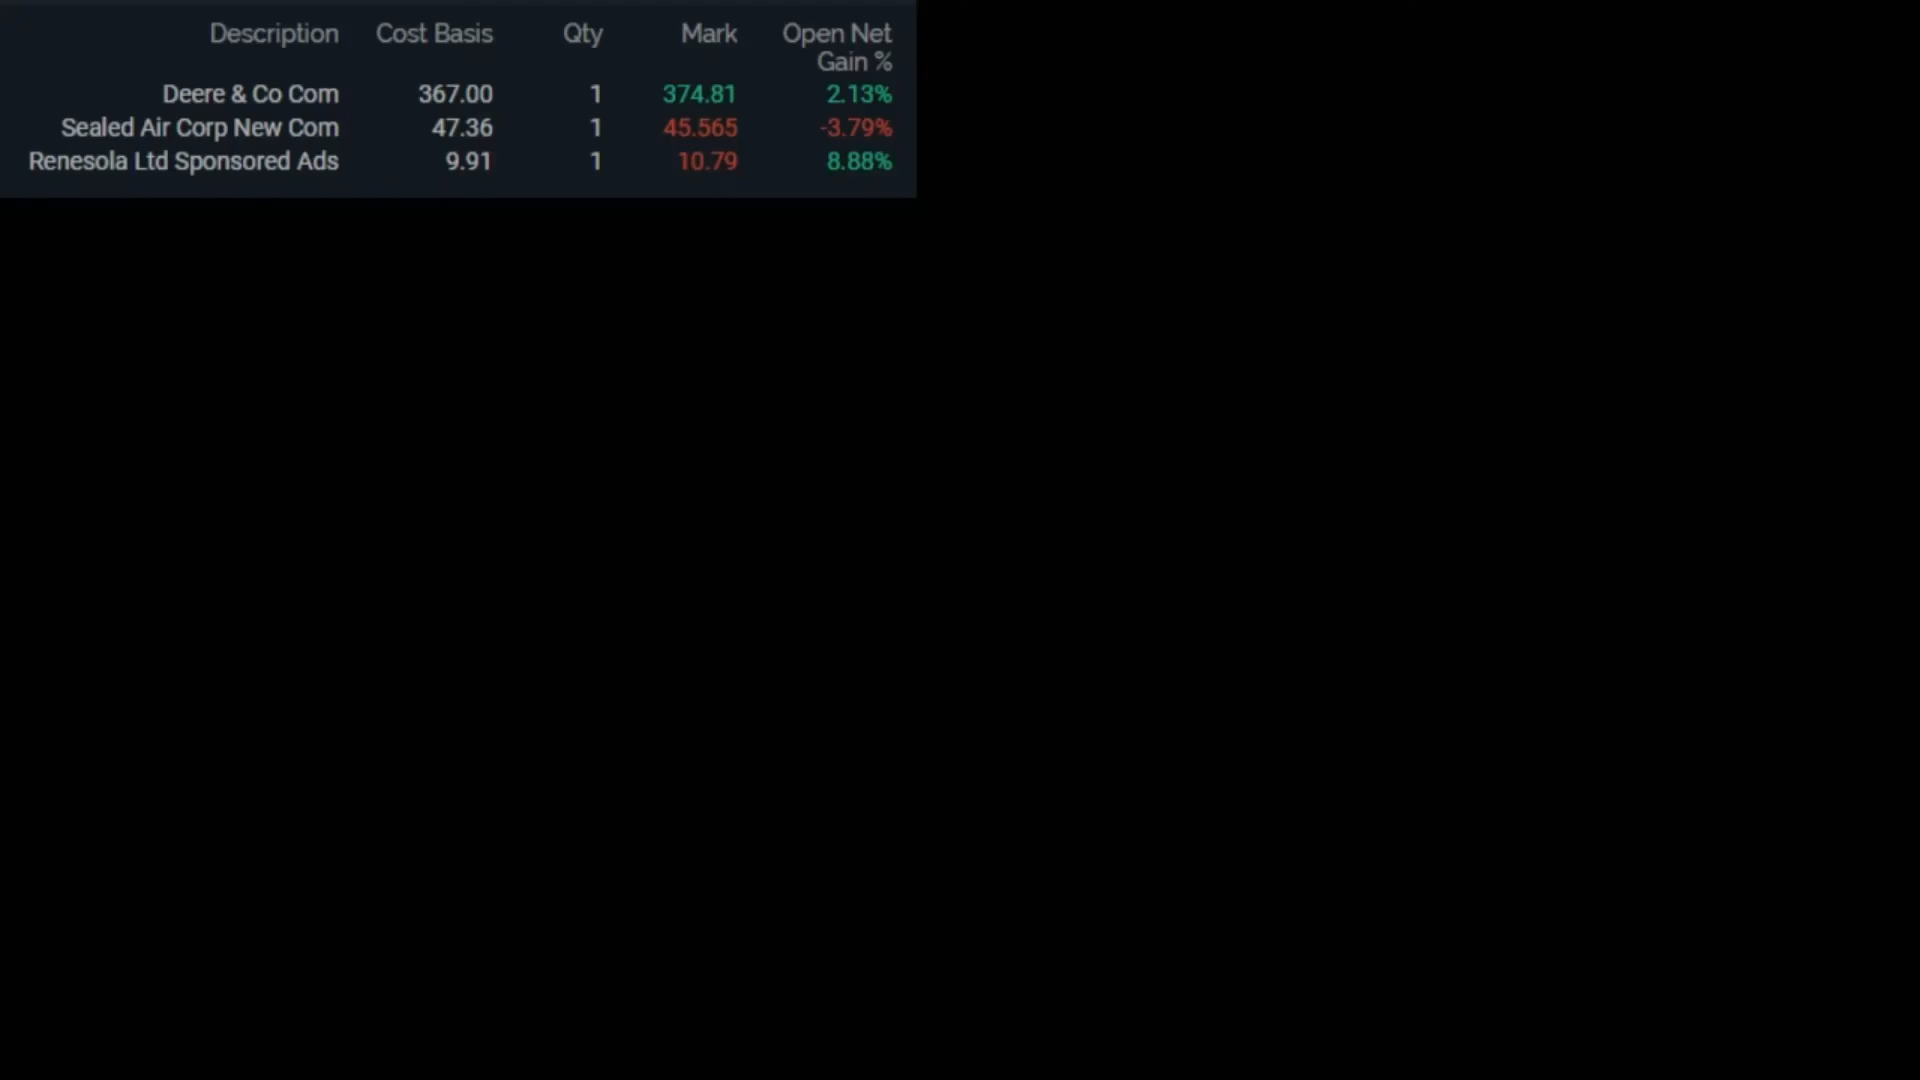 Description Cost Basis Qty Mark Open Net Gain %
Deere & Co Com 367.00 1 374.81 2.13%
Sealed Air Corp New Com 47.36 1 45.565 -3.79%
Renesola Ltd Sponsored Ads 9.91 1 10.79 8.88%